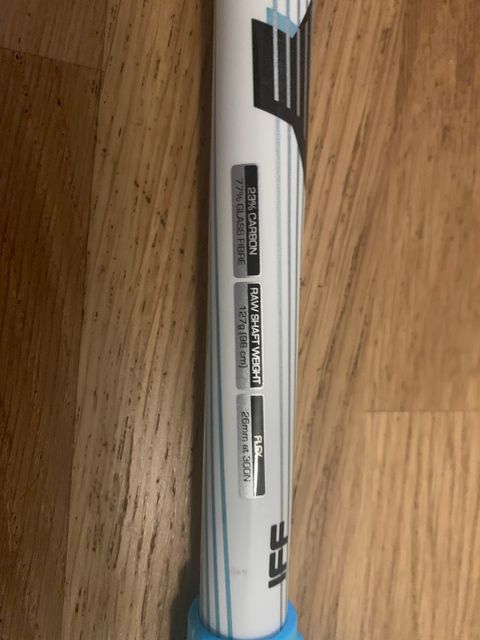 23% CARBON
77% GLASS FIBRE
RAW SHAFT WEIGHT
127g (96 cm)
FLEX
26mm at 300N
IFF